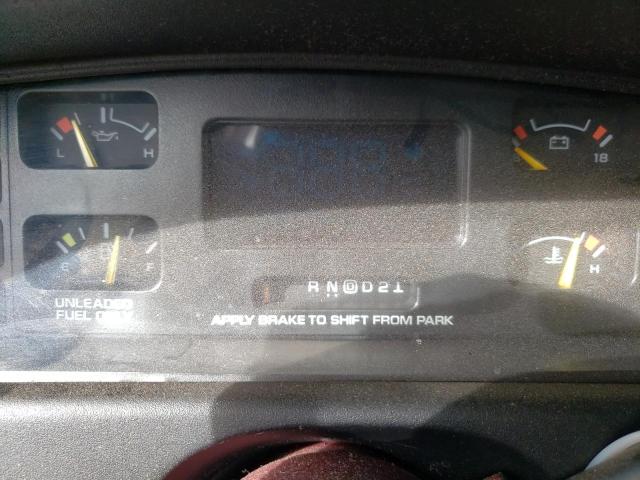 L H
18
E F
H
UNLEADED
FUEL ONLY
R N D D 2 1
APPLY BRAKE TO SHIFT FROM PARK